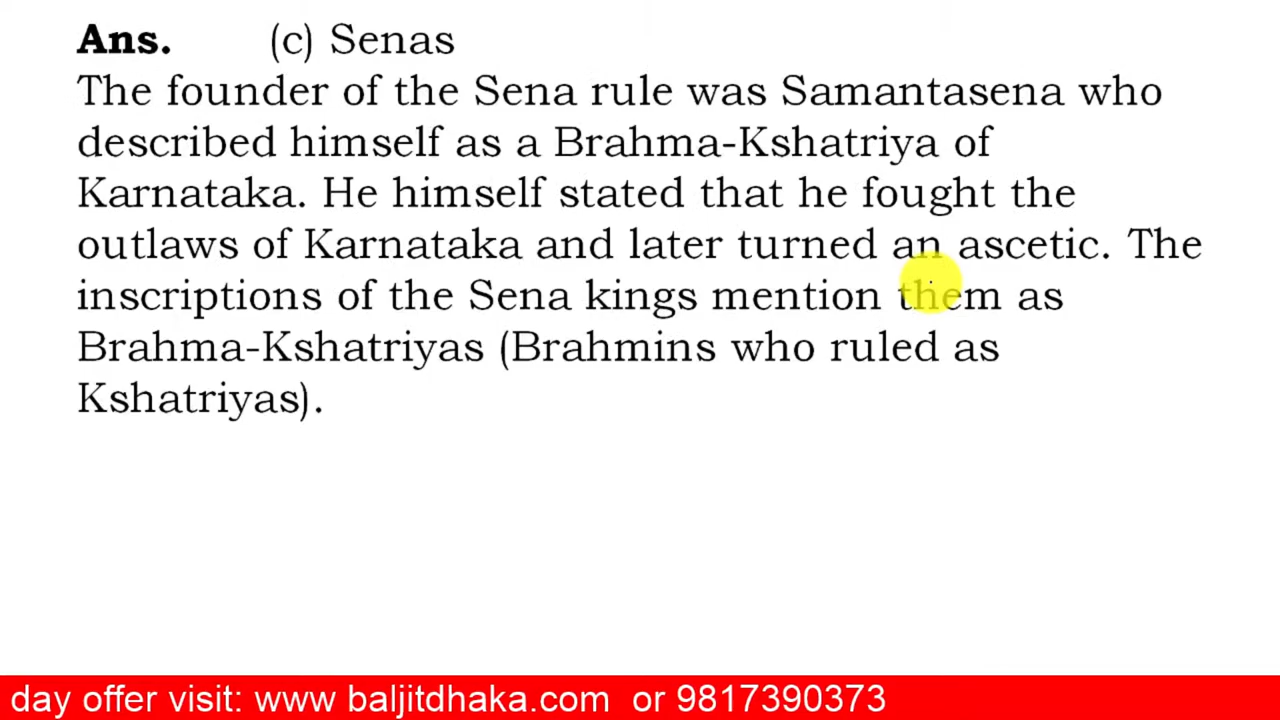 Ans. (c) Senas
The founder of the Sena rule was Samantasena who
described himself as a Brahma-Kshatriya of
Karnataka. He himself stated that he fought the
outlaws of Karnataka and later turned an ascetic. The
inscriptions of the Sena kings mention them as
Brahma-Kshatriyas (Brahmins who ruled as
Kshatriyas).
day offer visit: www baljitdhaka.com or 9817390373